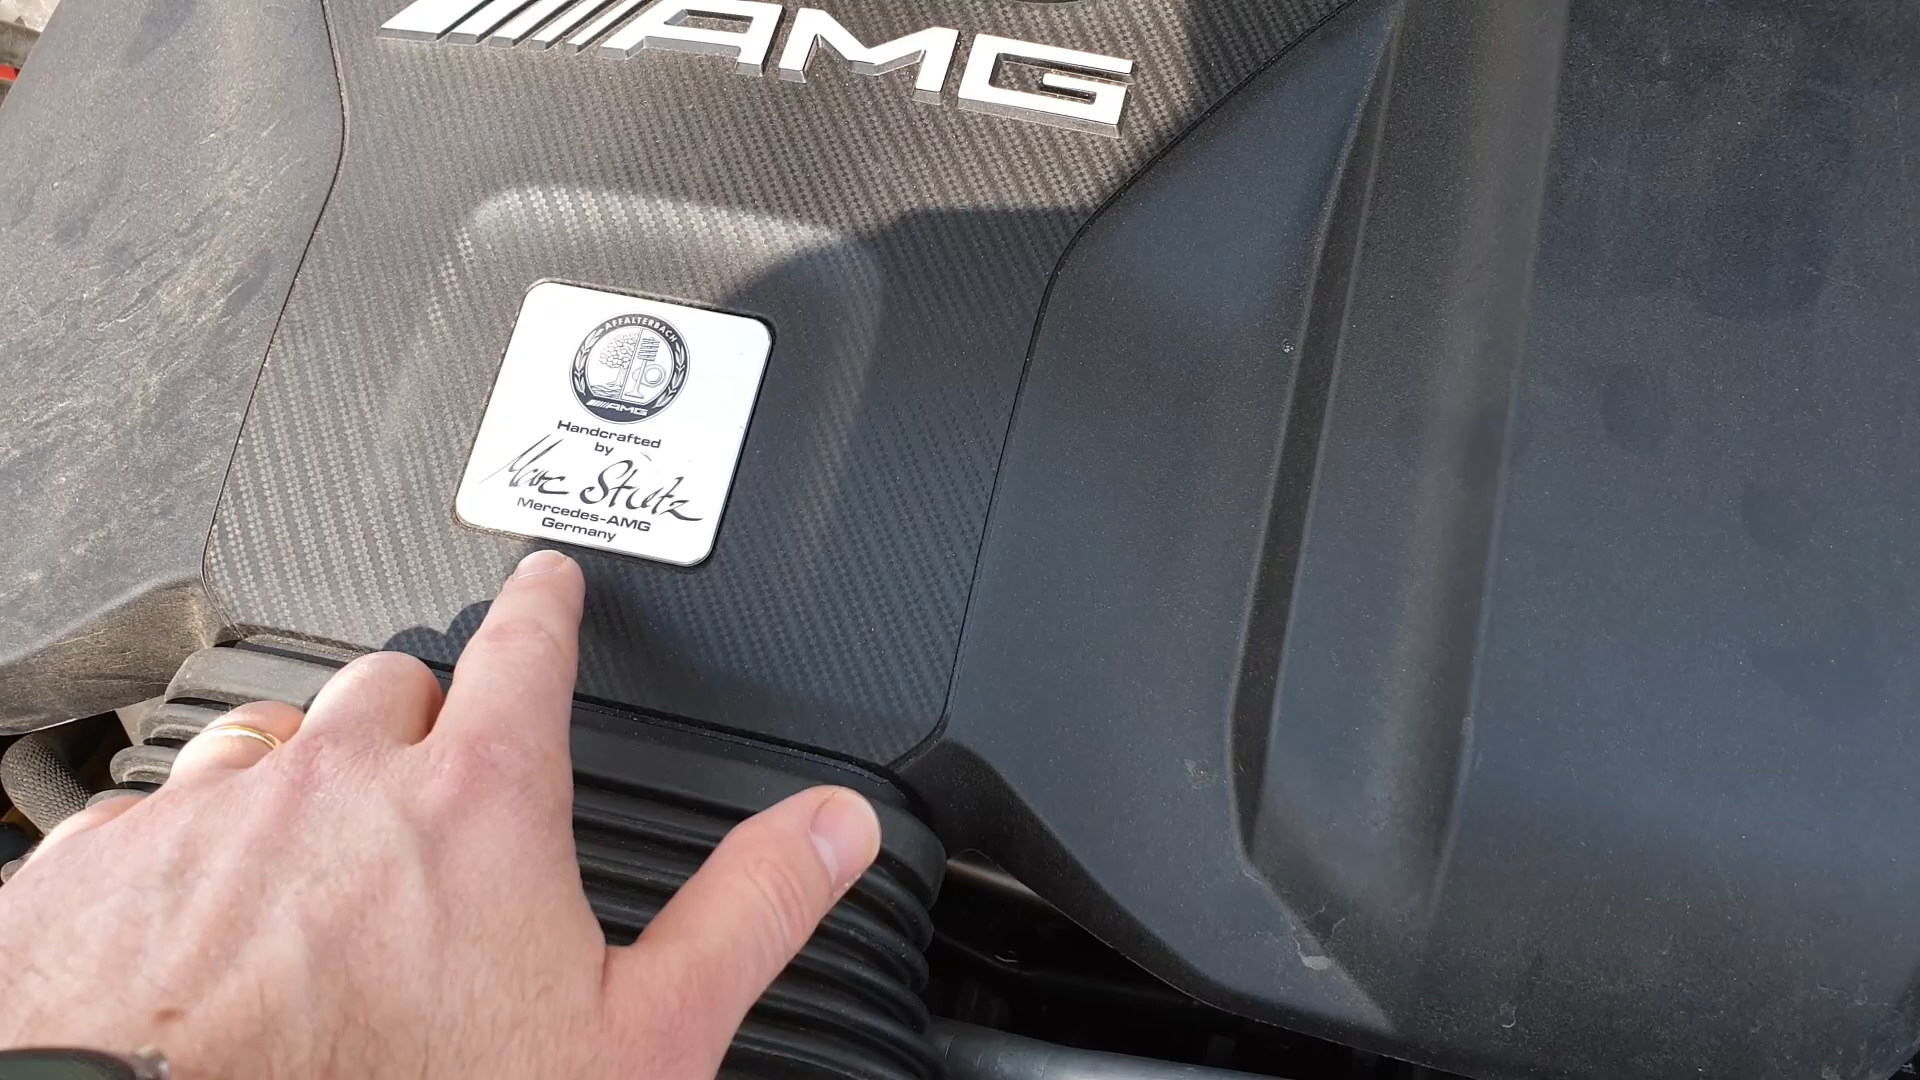 AMG
AFFALTERBACH
AMG
Handcrafted
by
Marc Stutz
Mercedes-AMG
Germany